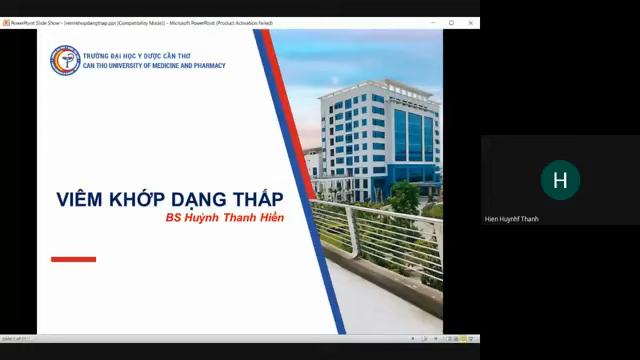 PowerPoint Slide Show - [viemkhopdangthap.ppt [Compatibility Mode]] - Microsoft PowerPoint (Product Activation Failed)
TRƯỜNG ĐẠI HỌC Y DƯỢC CẦN THƠ
CAN THO UNIVERSITY OF MEDICINE AND PHARMACY
VIÊM KHỚP DẠNG THẤP
BS Huỳnh Thanh Hiền
H
Hien Huynhf Thanh